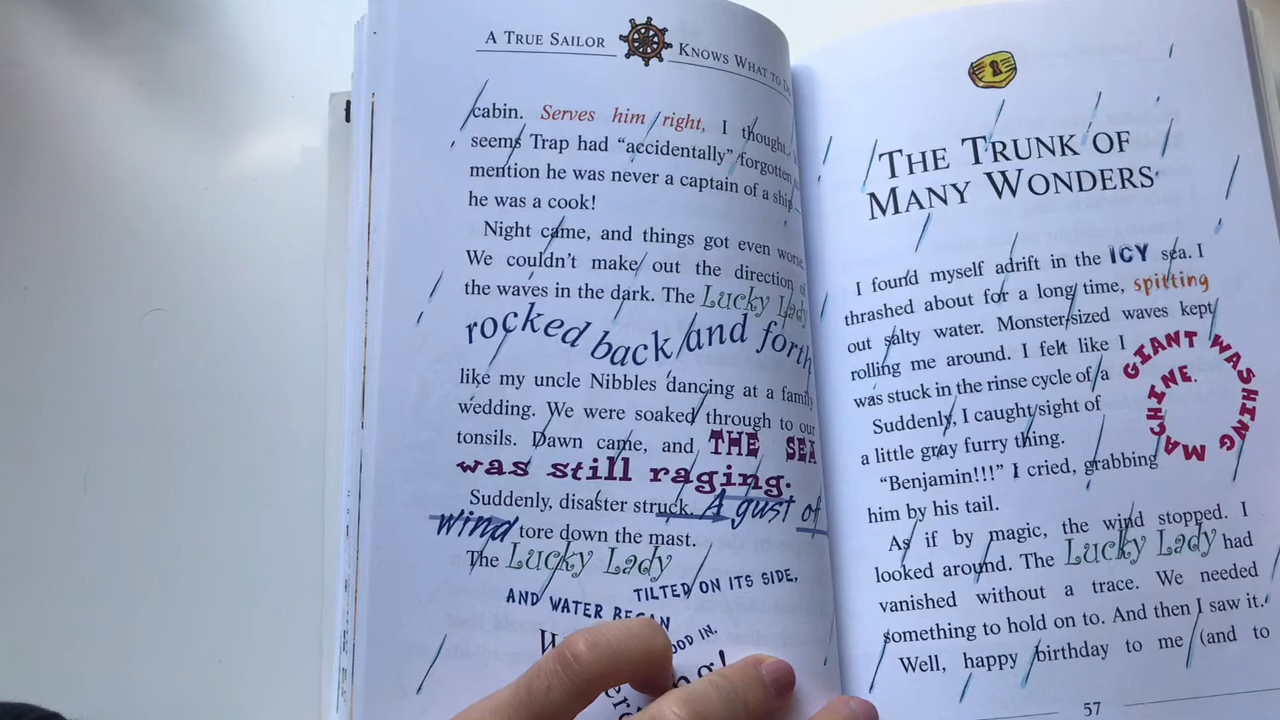 A TRUE SAILOR KNOWS WHAT TO
cabin. Serves him right, I thought.
seems Trap had “accidentally” forgotten
mention he was never a captain of a ship—
he was a cook!
Night came, and things got even worse.
We couldn’t make out the direction of
the waves in the dark. The Lucky Lady
rocked back and forth
like my uncle Nibbles dancing at a family
wedding. We were soaked through to our
tonsils. Dawn came, and THE SEA
was still raging.
Suddenly, disaster struck. A gust of
wind tore down the mast.
The Lucky Lady
TILTED ON ITS SIDE,
AND WATER BEGAN
THE TRUNK OF
MANY WONDERS
I found myself adrift in the ICY sea. I
thrashed about for a long time, spitting
out salty water. Monster-sized waves kept
rolling me around. I felt like I
was stuck in the rinse cycle of a
GIANT WASHING MACHINE.
Suddenly, I caught sight of
a little gray furry thing.
“Benjamin!!!” I cried, grabbing
him by his tail.
As if by magic, the wind stopped. I
looked around. The Lucky Lady had
vanished without a trace. We needed
something to hold on to. And then I saw it.
Well, happy birthday to me (and to
57